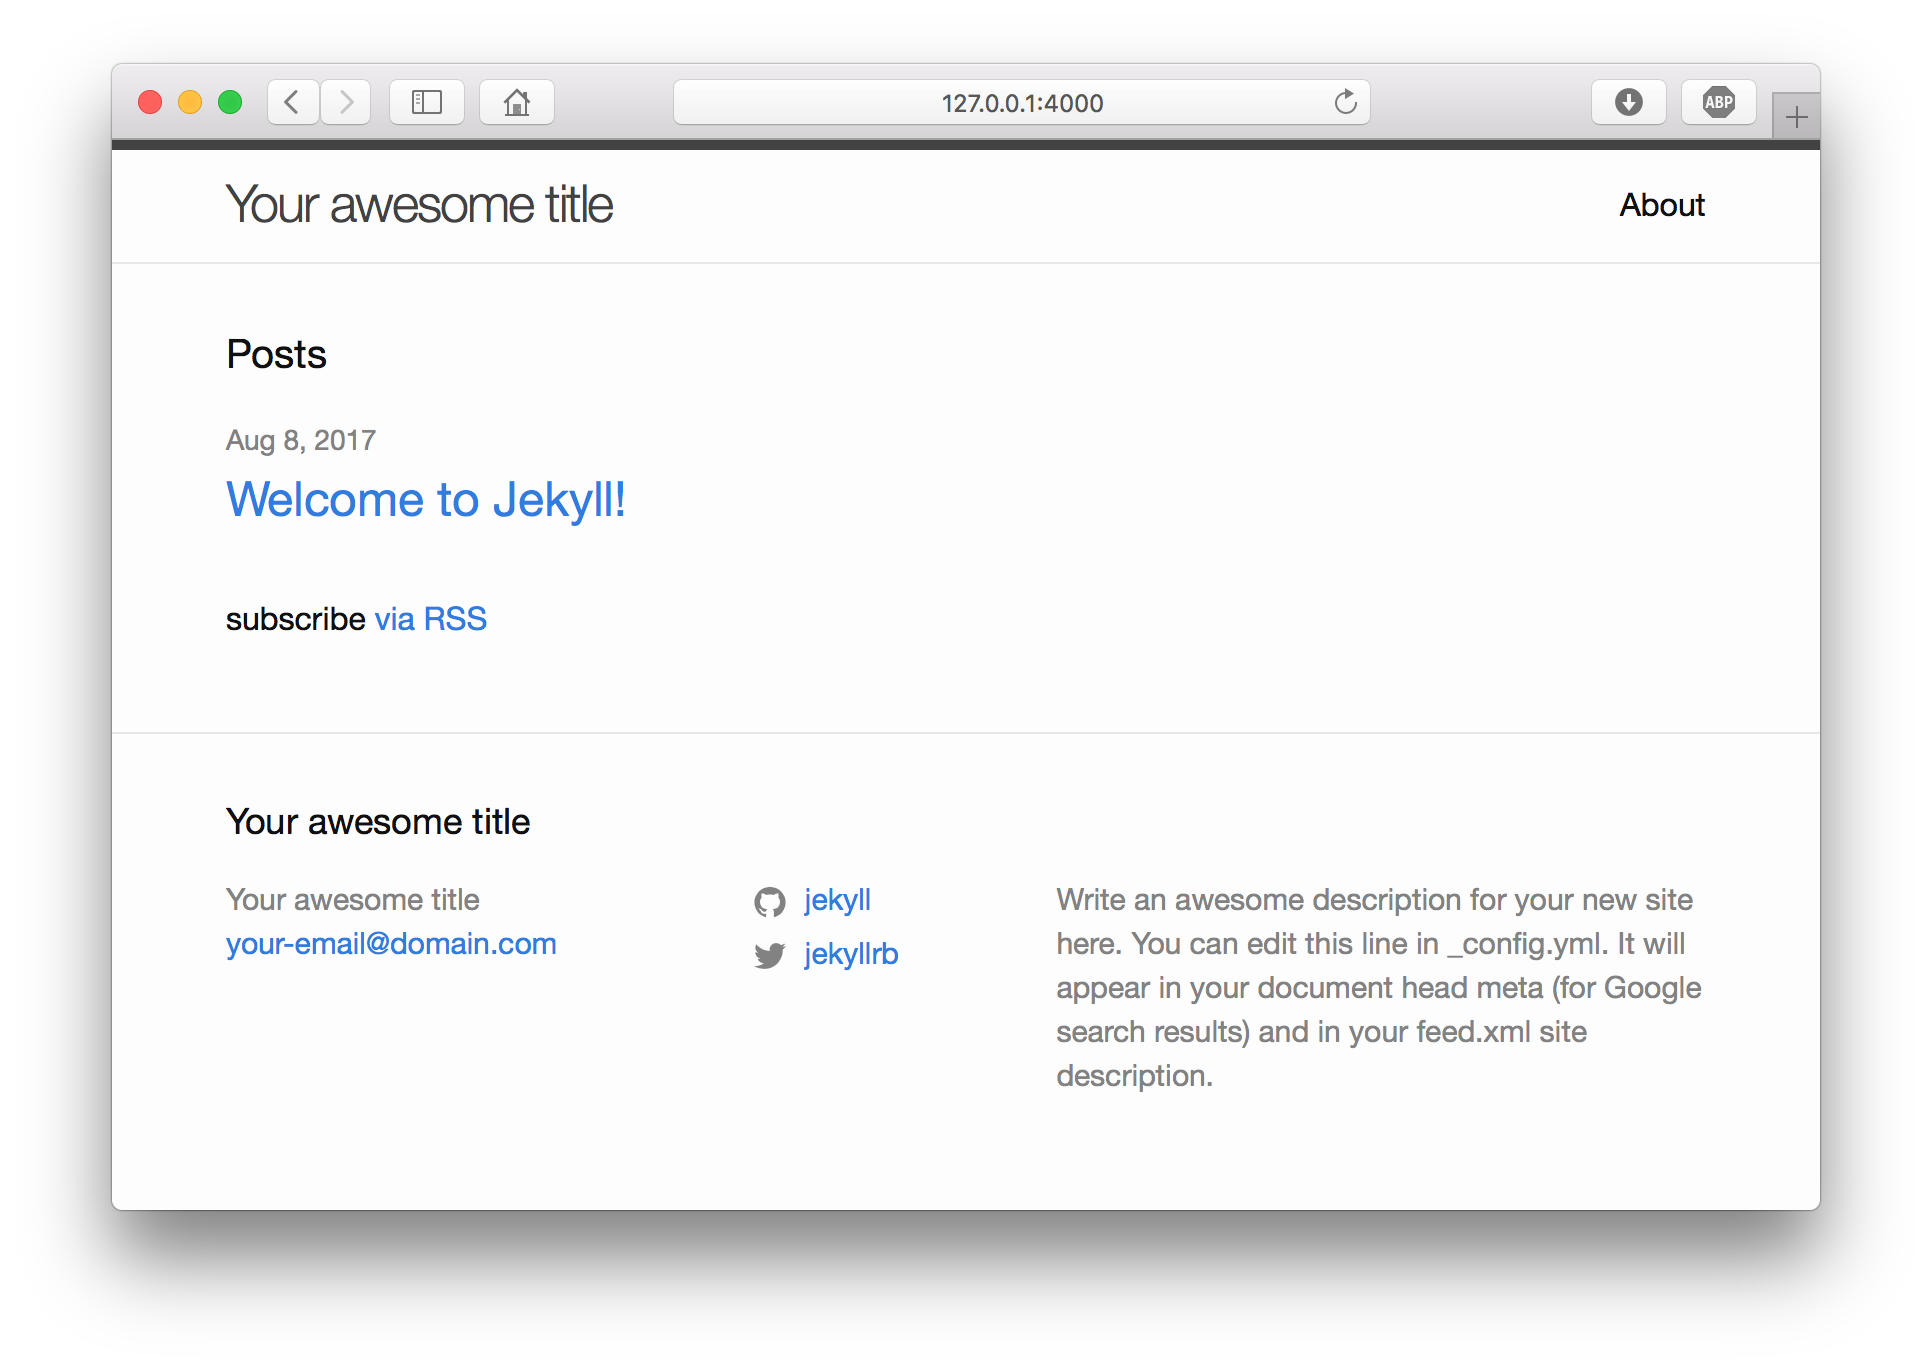 127.0.0.1:4000
ABP
Your awesome title
About
Posts
Aug 8, 2017
Welcome to Jekyll!
subscribe via RSS
Your awesome title
Your awesome title
your-email@domain.com
jekyll
jekyllrb
Write an awesome description for your new site
here. You can edit this line in _config.yml. It will
appear in your document head meta (for Google
search results) and in your feed.xml site
description.